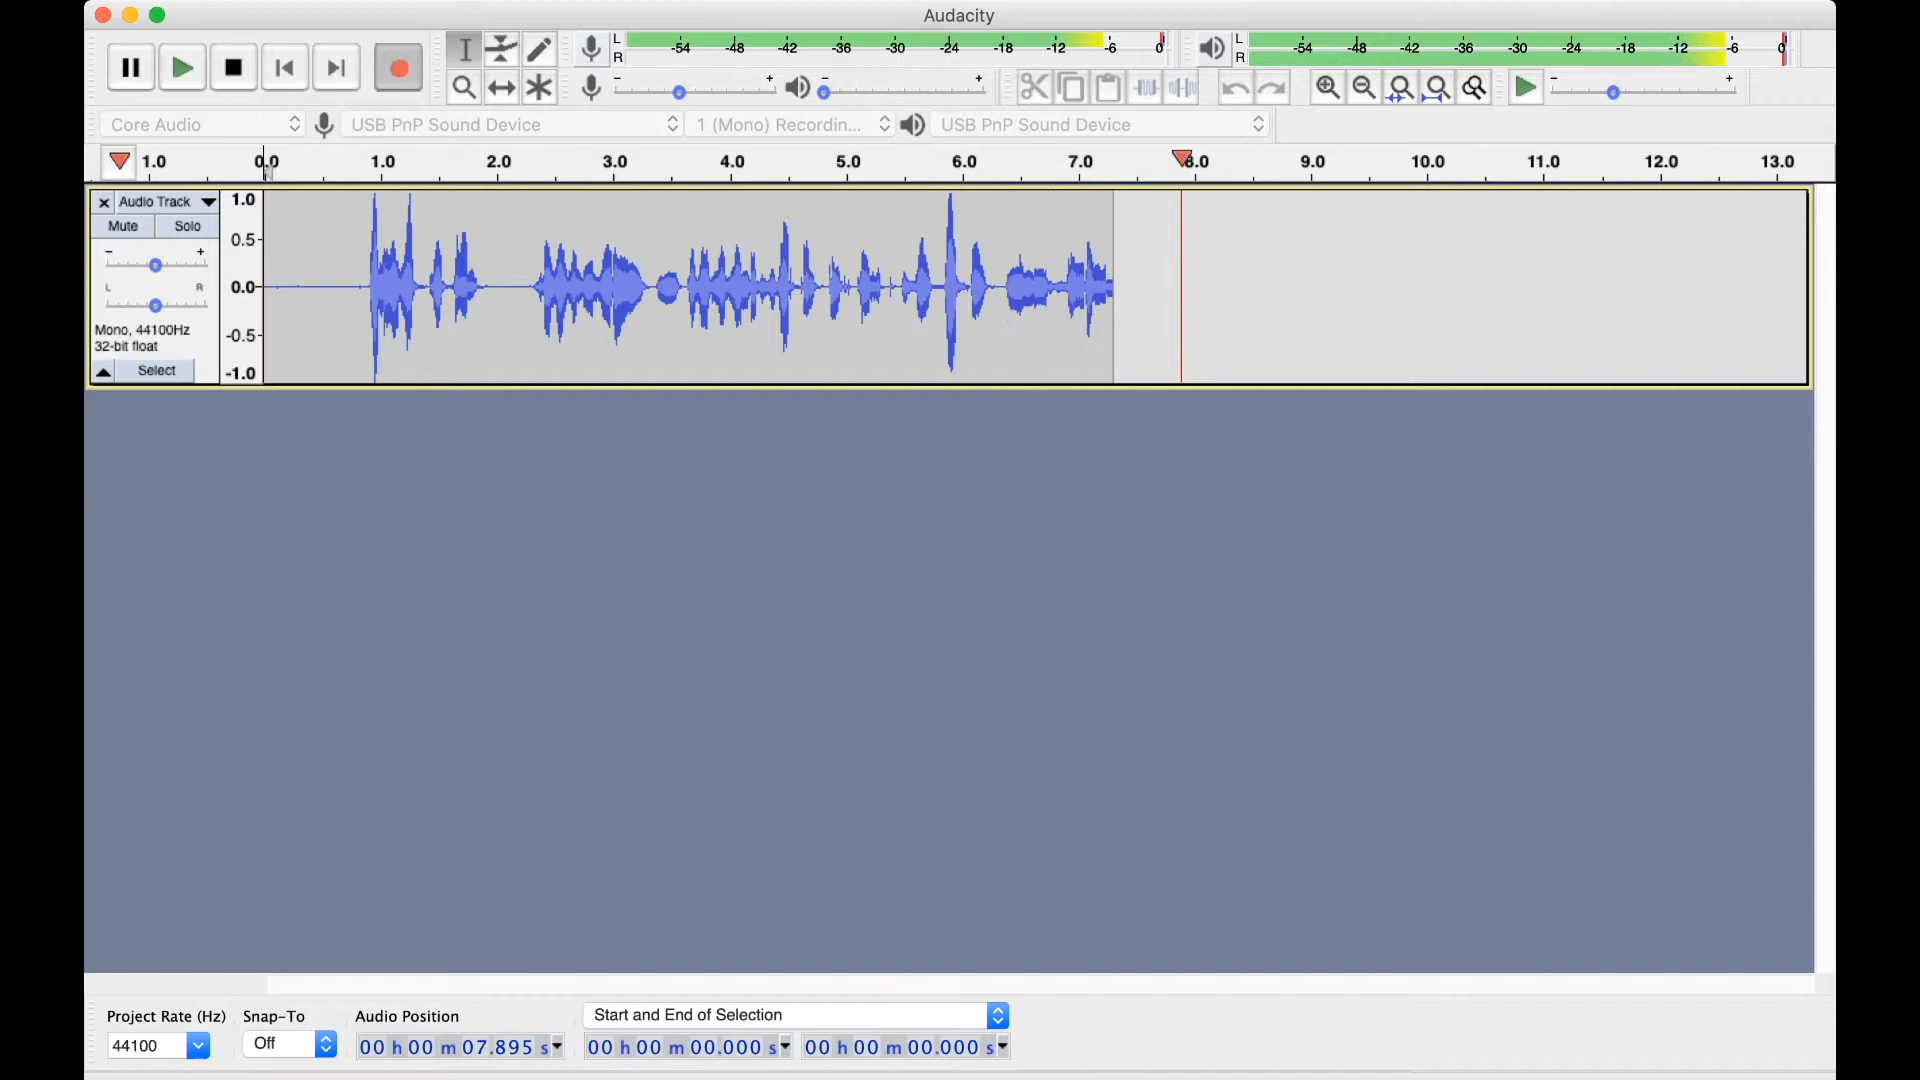 Audacity
L
R
-54 -48 -42 -36 -30 -24 -18 -12 -6 0
L
R
-54 -48 -42 -36 -30 -24 -18 -12 -6 0
- +
- +
- +
Core Audio
USB PnP Sound Device
1 (Mono) Recordin...
USB PnP Sound Device
1.0 0.0 1.0 2.0 3.0 4.0 5.0 6.0 7.0 8.0 9.0 10.0 11.0 12.0 13.0
Audio Track
Mute Solo
- +
L R
Mono, 44100Hz
32-bit float
Select
1.0
0.5
0.0
-0.5
-1.0
Project Rate (Hz) Snap-To Audio Position Start and End of Selection
44100 Off 00 h 00 m 07.895 s 00 h 00 m 00.000 s 00 h 00 m 00.000 s